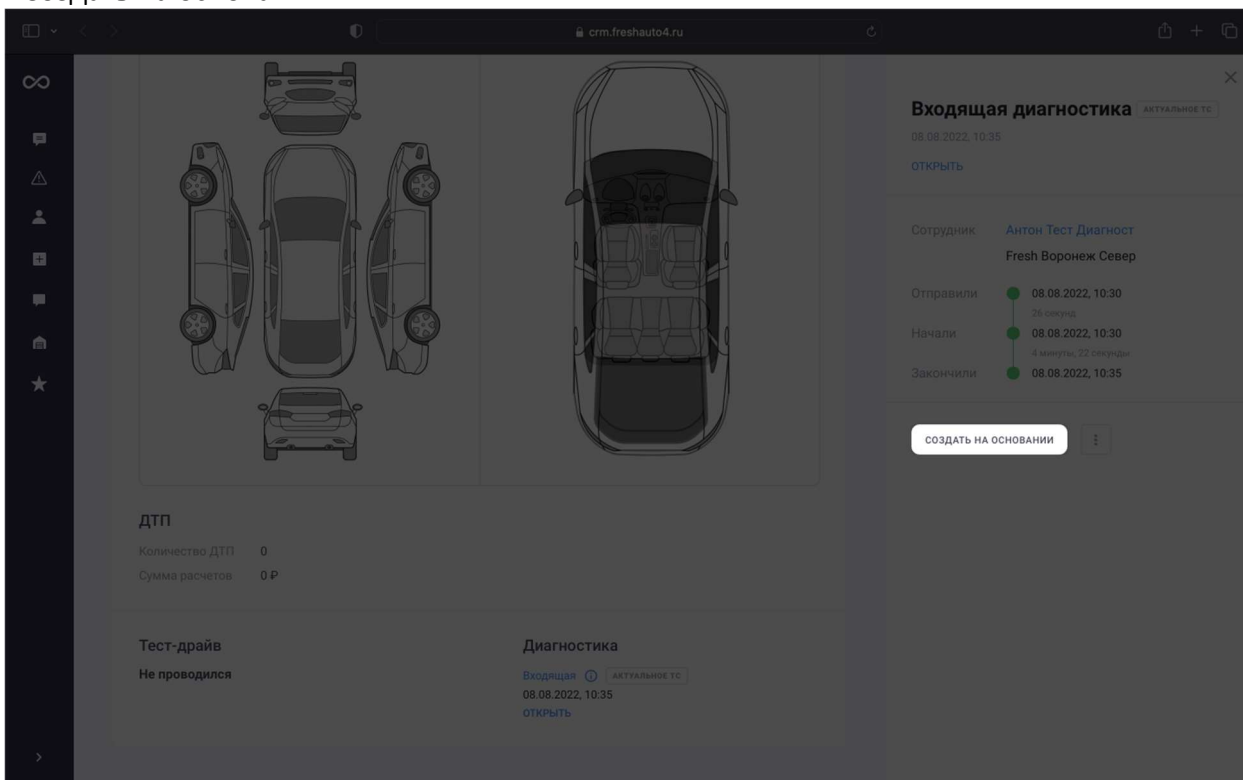 crm.freshauto4.ru
Входящая диагностика АКТУАЛЬНОЕ ТС
08.08.2022, 10:35
ОТКРЫТЬ
Сотрудник Антон Тест Диагност
Fresh Воронеж Север
Отправили 08.08.2022, 10:30
26 секунд
Начали 08.08.2022, 10:30
4 минуты, 22 секунды
Закончили 08.08.2022, 10:35
СОЗДАТЬ НА ОСНОВАНИИ
ДТП
Количество ДТП 0
Сумма расчетов 0 ₽
Тест-драйв
Не проводился
Диагностика
Входящая АКТУАЛЬНОЕ ТС
08.08.2022, 10:35
ОТКРЫТЬ